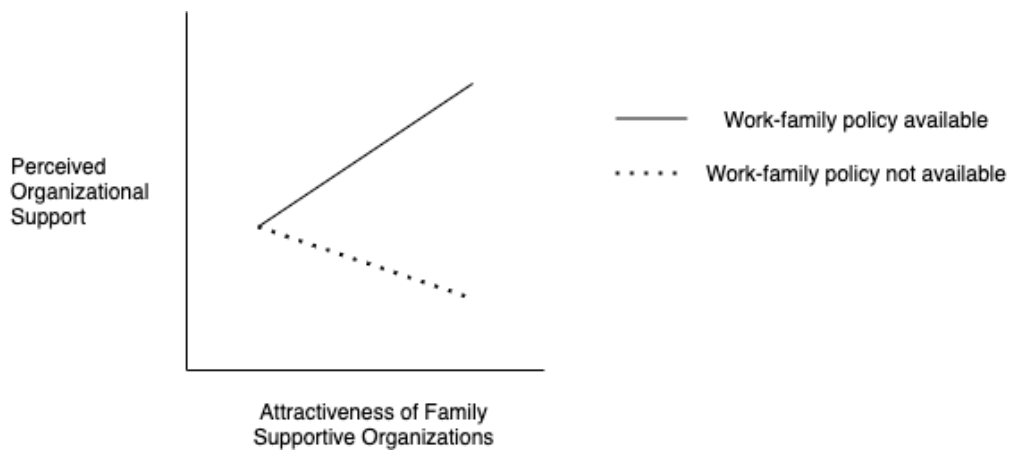 Perceived
Organizational
Support
Work-family policy available
Work-family policy not available
Attractiveness of Family
Supportive Organizations